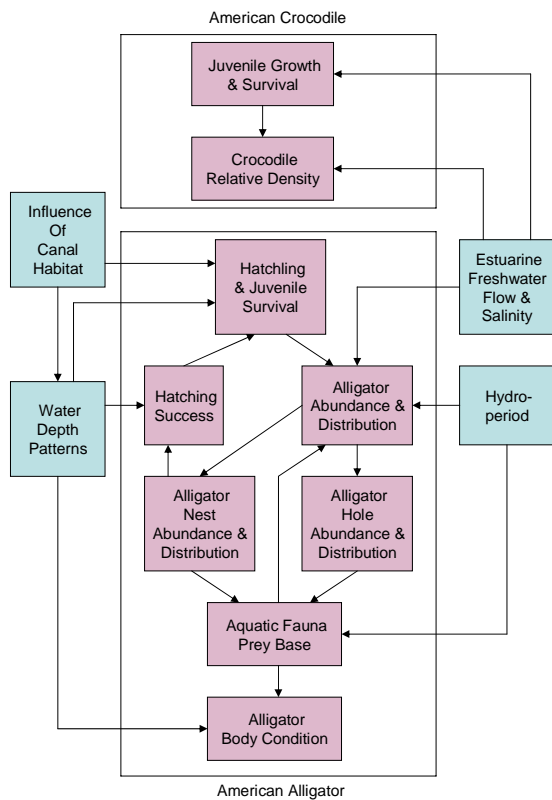 American Crocodile
Juvenile Growth
& Survival
Crocodile
Relative Density
Influence
Of
Canal
Habitat
Hatchling
& Juvenile
Survival
Estuarine
Freshwater
Flow &
Salinity
Water
Depth
Patterns
Hatching
Success
Alligator
Abundance &
Distribution
Hydro-
period
Alligator
Nest
Abundance &
Distribution
Alligator
Hole
Abundance &
Distribution
Aquatic Fauna
Prey Base
Alligator
Body Condition
American Alligator